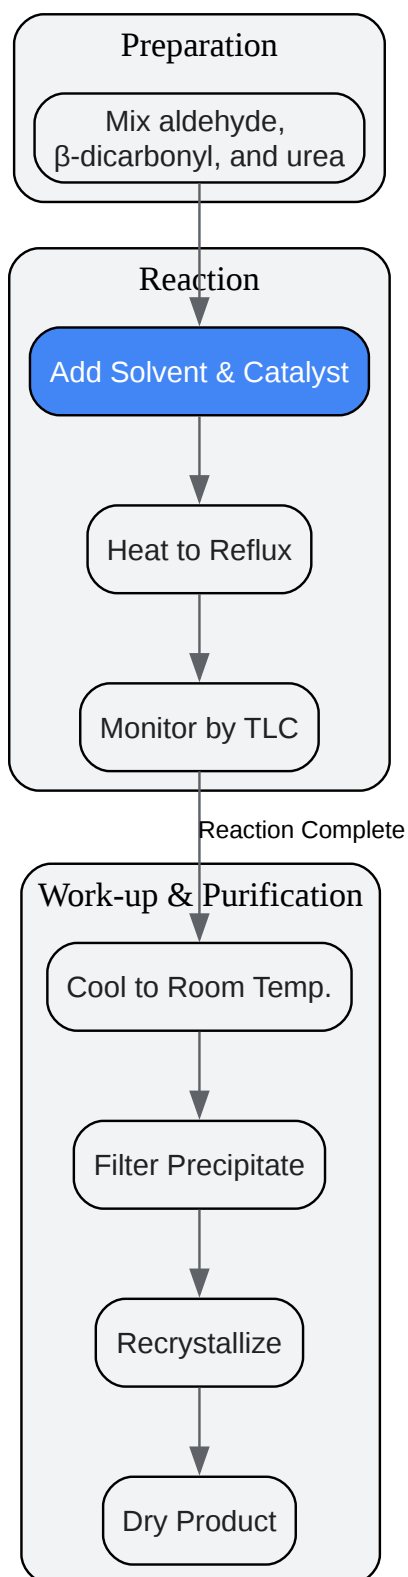 Preparation
Mix aldehyde,
β-dicarbonyl, and urea
Reaction
Add Solvent & Catalyst
Heat to Reflux
Monitor by TLC
Reaction Complete
Work-up & Purification
Cool to Room Temp.
Filter Precipitate
Recrystallize
Dry Product